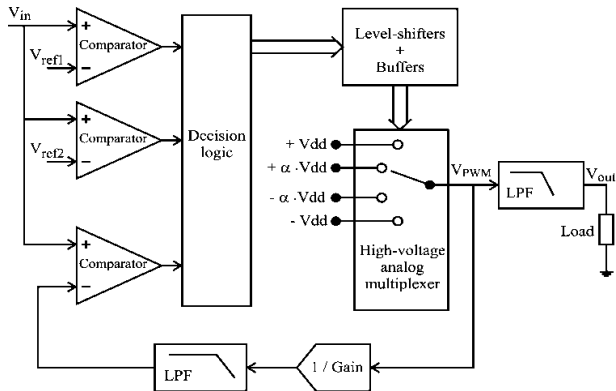 Vin
+
Comparator
Vref1
−
+
Comparator
Vref2
−
+
Comparator
−
Decision
logic
Level-shifters
+
Buffers
+ Vdd
+ α .Vdd
- α .Vdd
- Vdd
High-voltage
analog
multiplexer
VPWM
LPF
Vout
Load
LPF
1 / Gain